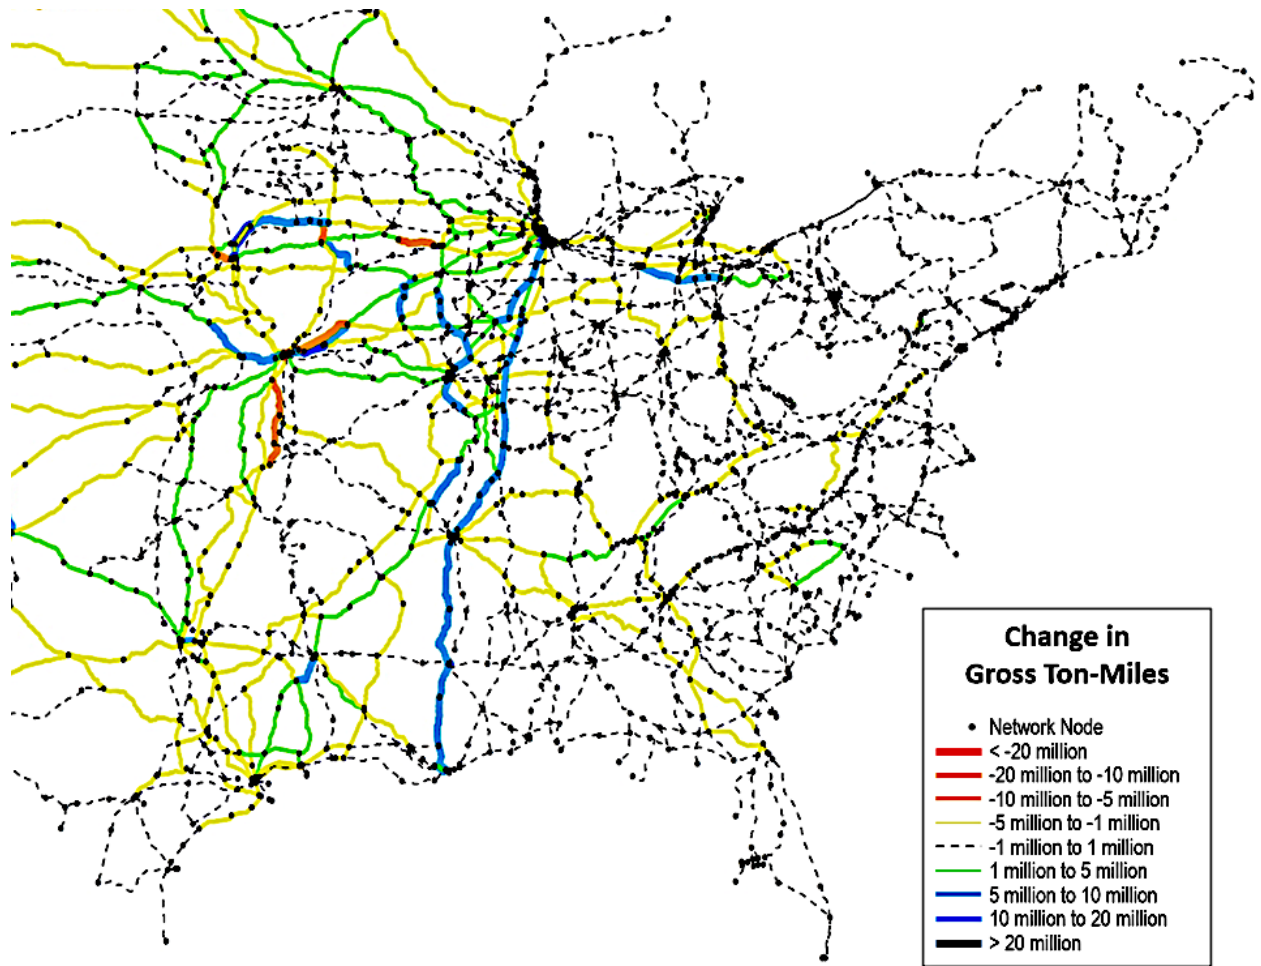 Change in
Gross Ton-Miles
Network Node
< -20 million
-20 million to -10 million
-10 million to -5 million
-5 million to -1 million
-1 million to 1 million
1 million to 5 million
5 million to 10 million
10 million to 20 million
> 20 million